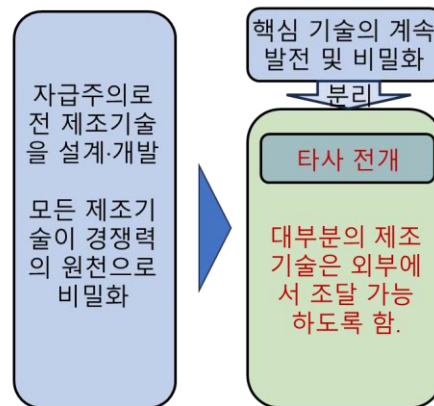 자급주의로
전 제조기술
을 설계·개발
모든 제조기
술이 경쟁력
의 원천으로
비밀화
핵심 기술의 계속
발전 및 비밀화
분리
타사 전개
대부분의 제조
기술은 외부에
서 조달 가능
하도록 함.